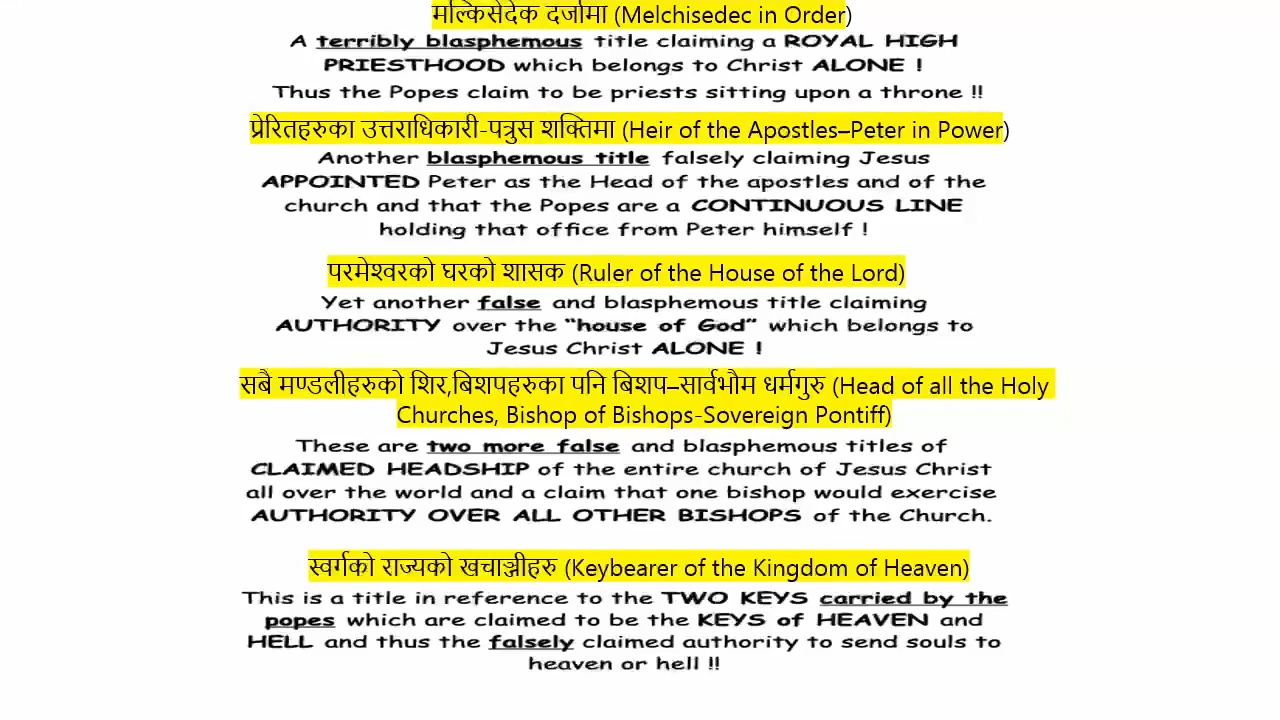 मल्किसेदेक दर्जामा (Melchisedec in Order)
A terribly blasphemous title claiming a ROYAL HIGH
PRIESTHOOD which belongs to Christ ALONE !
Thus the Popes claim to be priests sitting upon a throne !!
प्रेरितहरुका उत्तराधिकारी-पत्रुस शक्तिमा (Heir of the Apostles–Peter in Power)
Another blasphemous title falsely claiming Jesus
APPOINTED Peter as the Head of the apostles and of the
church and that the Popes are a CONTINUOUS LINE
holding that office from Peter himself !
परमेश्वरको घरको शासक (Ruler of the House of the Lord)
Yet another false and blasphemous title claiming
AUTHORITY over the “house of God” which belongs to
Jesus Christ ALONE !
सबै मण्डलीहरुको शिर,बिशपहरुका पनि बिशप–सार्वभौम धर्मगुरु (Head of all the Holy
Churches, Bishop of Bishops-Sovereign Pontiff)
These are two more false and blasphemous titles of
CLAIMED HEADSHIP of the entire church of Jesus Christ
all over the world and a claim that one bishop would exercise
AUTHORITY OVER ALL OTHER BISHOPS of the Church.
स्वर्गको राज्यको खचाञ्जीहरु (Keybearer of the Kingdom of Heaven)
This is a title in reference to the TWO KEYS carried by the
popes which are claimed to be the KEYS of HEAVEN and
HELL and thus the falsely claimed authority to send souls to
heaven or hell !!